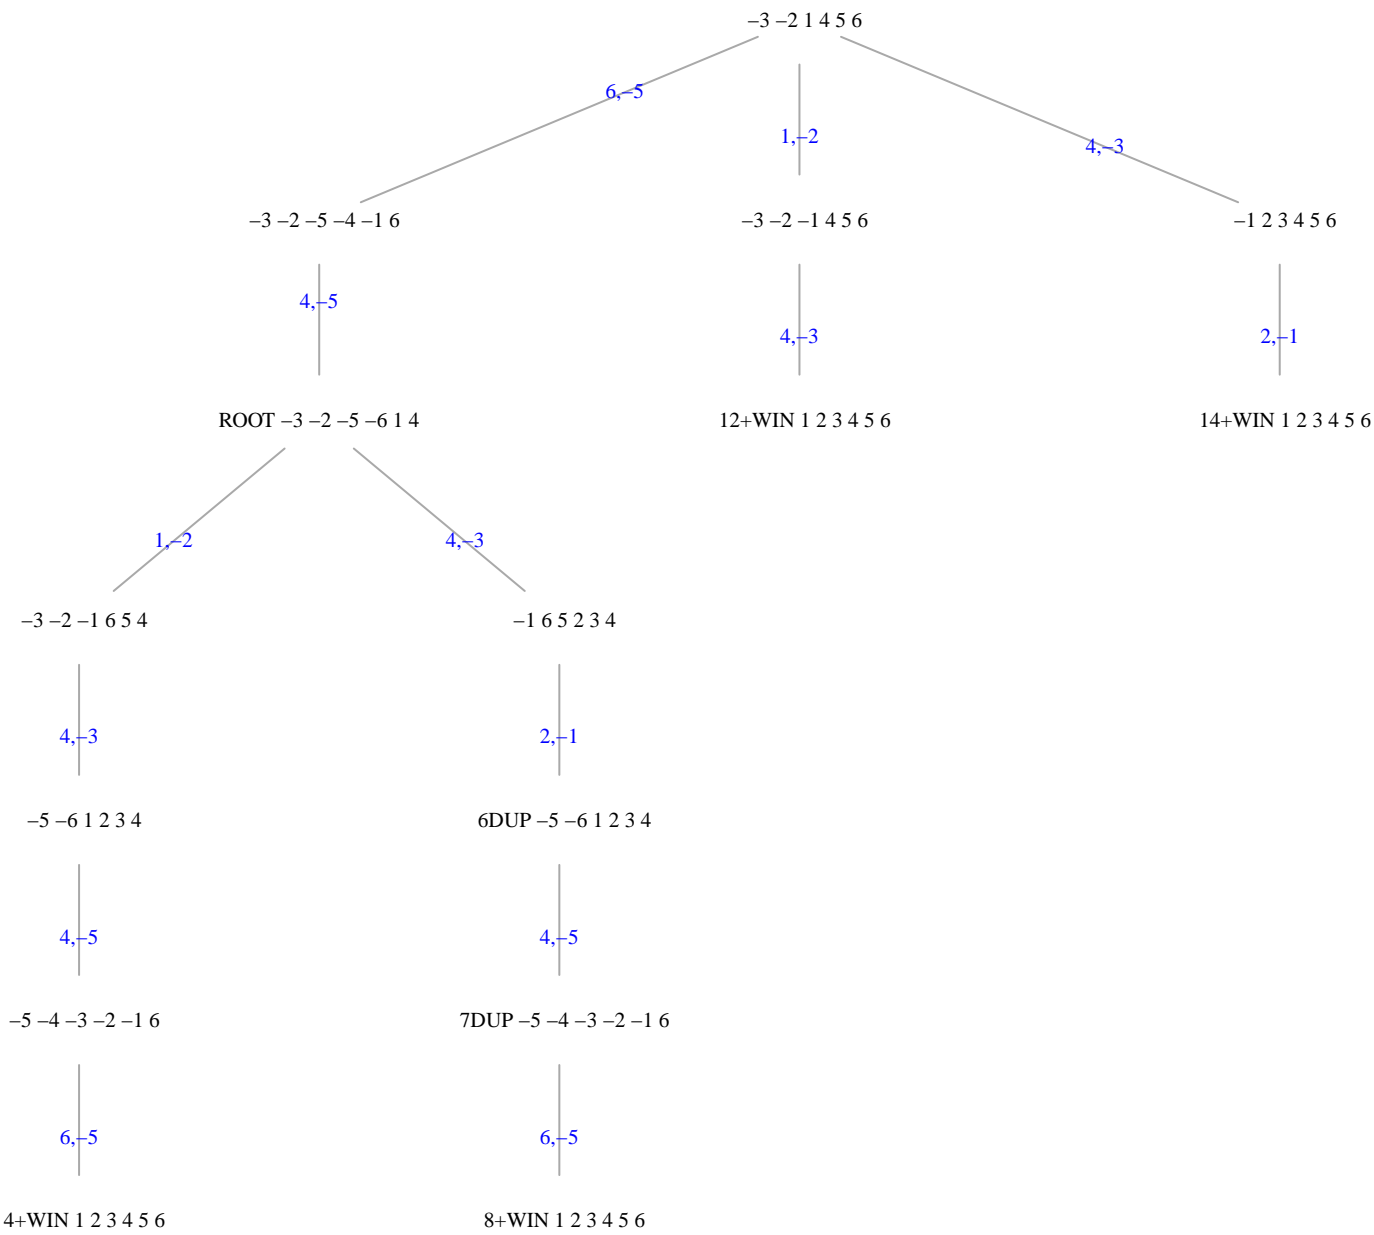 −3 −2 1 4 5 6
6,−5
1,−2
4,−3
−3 −2 −5 −4 −1 6
−3 −2 −1 4 5 6
−1 2 3 4 5 6
4,−5
4,−3
2,−1
ROOT −3 −2 −5 −6 1 4
12+WIN 1 2 3 4 5 6
14+WIN 1 2 3 4 5 6
1,−2
4,−3
−3 −2 −1 6 5 4
−1 6 5 2 3 4
4,−3
2,−1
−5 −6 1 2 3 4
6DUP −5 −6 1 2 3 4
4,−5
4,−5
−5 −4 −3 −2 −1 6
7DUP −5 −4 −3 −2 −1 6
6,−5
6,−5
4+WIN 1 2 3 4 5 6
8+WIN 1 2 3 4 5 6